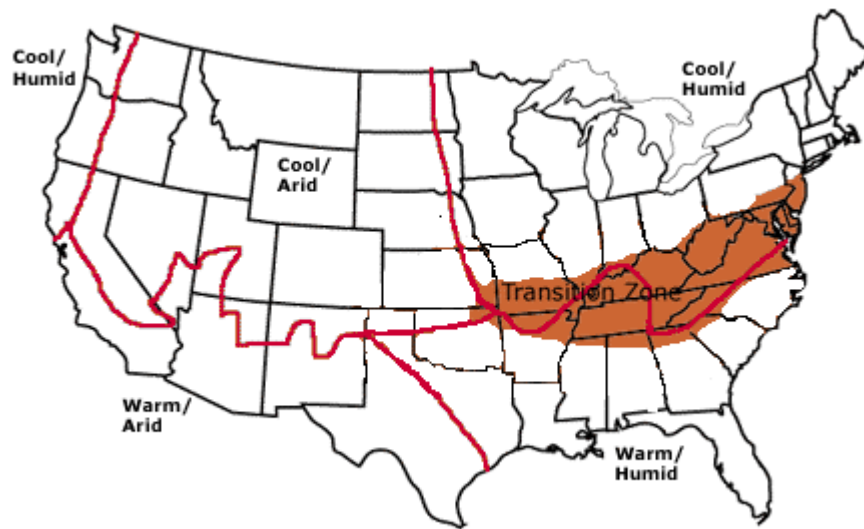 Cool/
Humid
Cool/
Humid
Cool/
Arid
Transition Zone
Warm/
Arid
Warm/
Humid